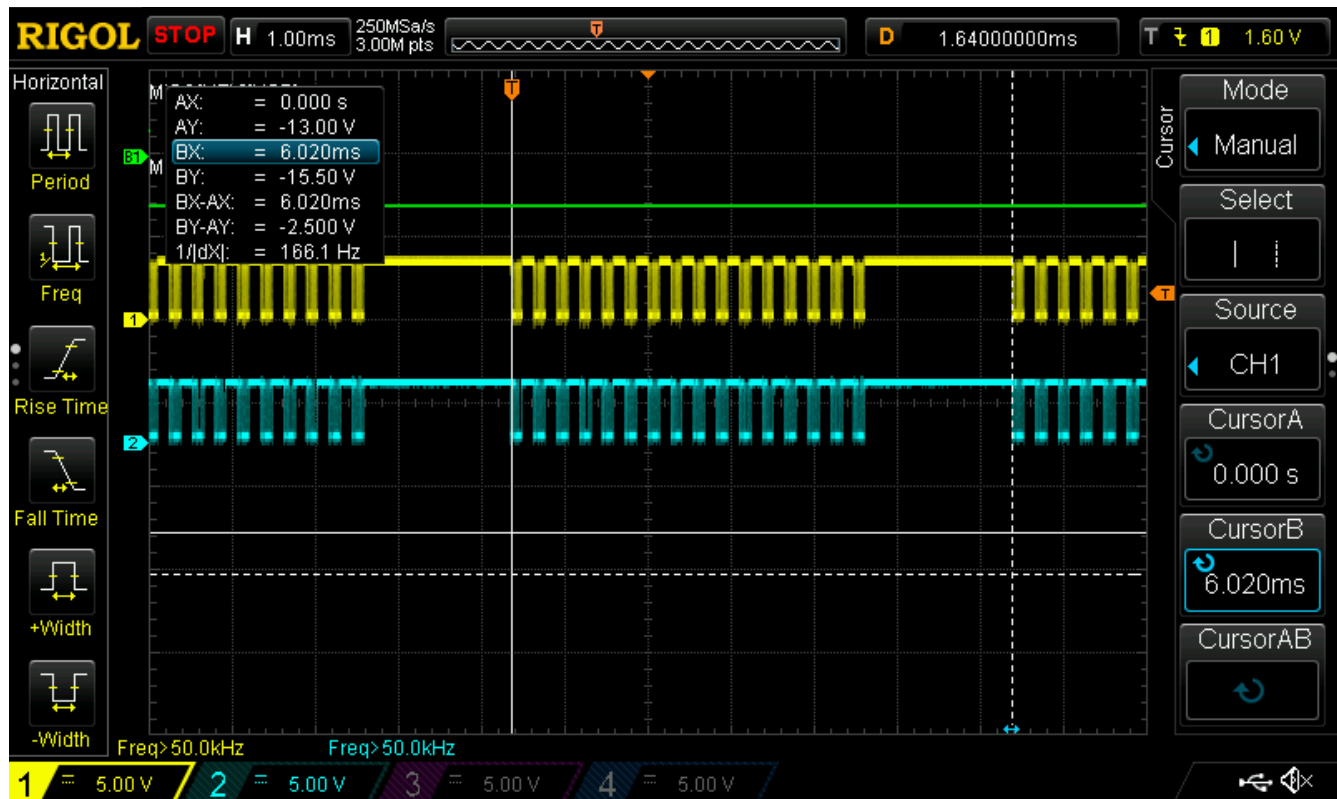 RIGOL STOP H 1.00ms 250MSa/s D 1.64000000ms T 1 1.60 V
3.00M pts
T
Horizontal
Period
Freq
Rise Time
Fall Time
+Width
-Width
AX: = 0.000 s
AY: = -13.00 V
BX: = 6.020ms
BY: = -15.50 V
BX-AX: = 6.020ms
BY-AY: = -2.500 V
1/|dX|: = 166.1 Hz
M
M
B1
T
1
2
T
Cursor
Mode
Manual
Select
Source
CH1
CursorA
0.000 s
CursorB
6.020ms
CursorAB
Freq>50.0kHz Freq>50.0kHz
1 5.00 V 2 5.00 V 3 5.00 V 4 5.00 V